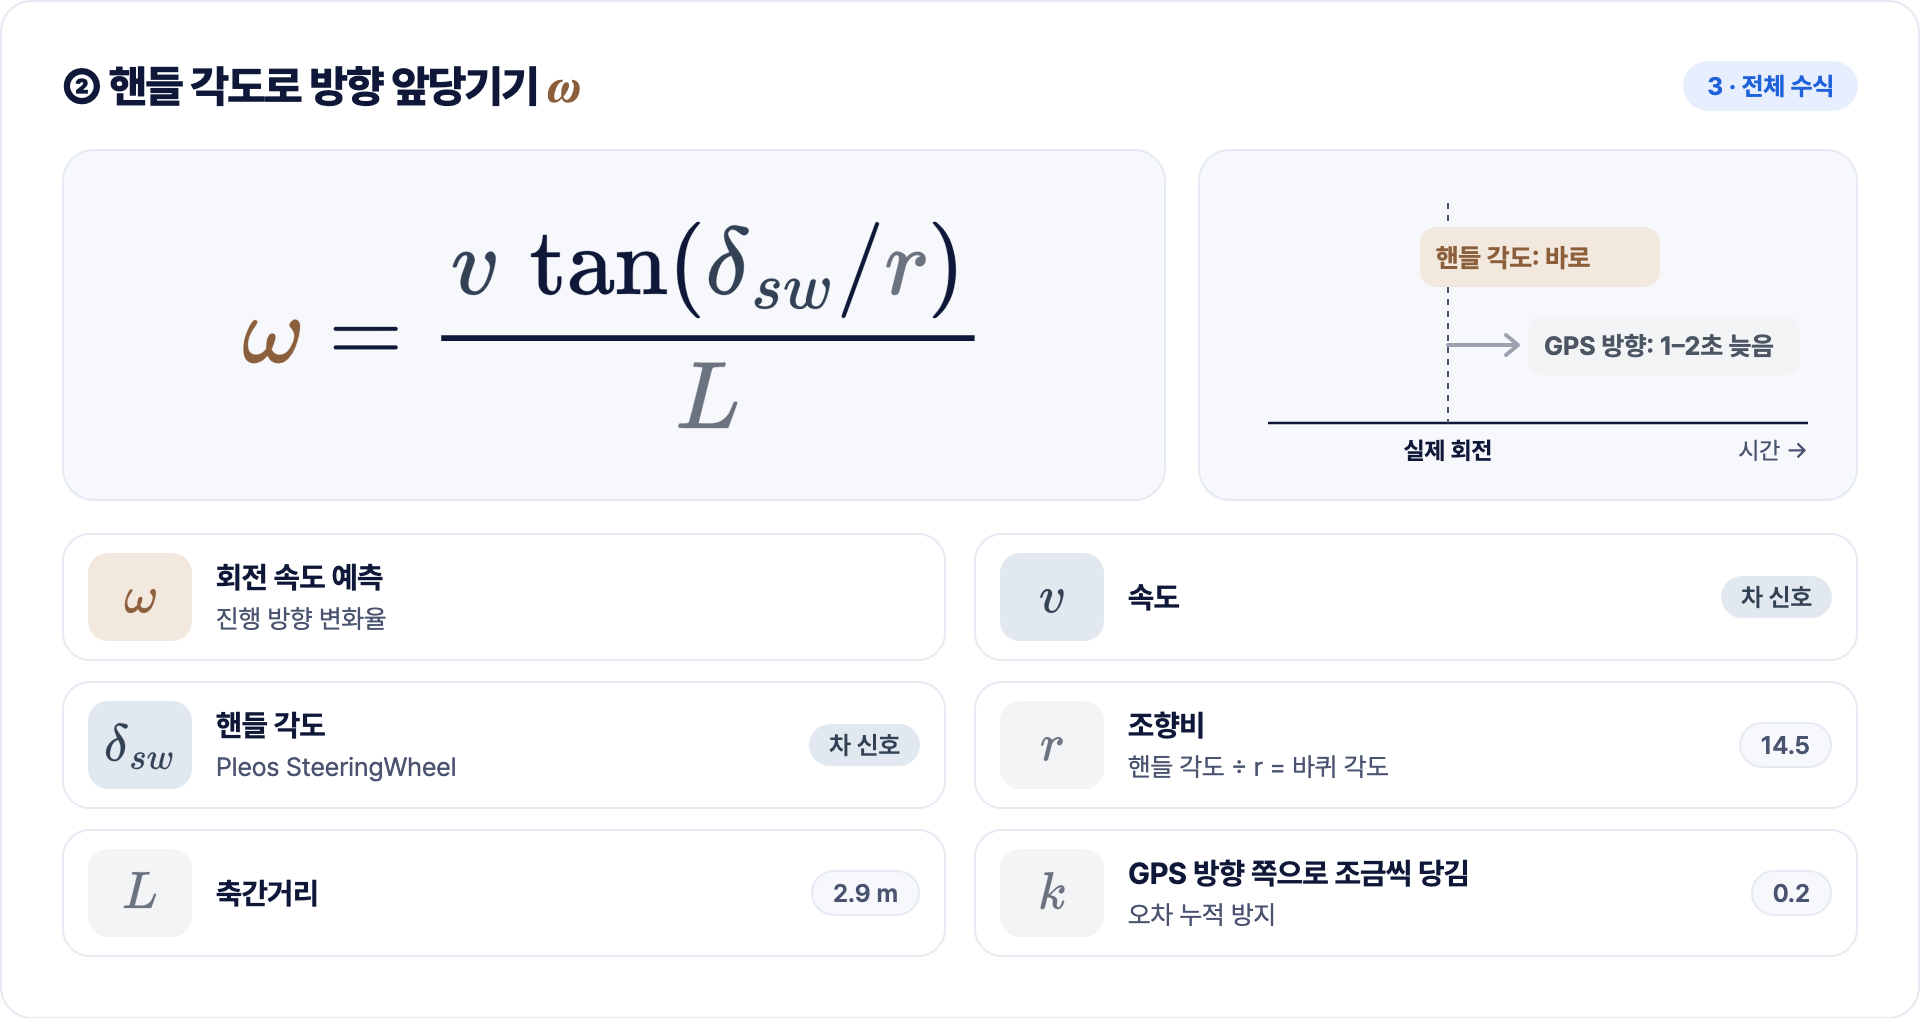 ② 핸들 각도로 방향 앞당기기 ω
3 · 전체 수식
ω = v tan(δ_sw/r) / L
핸들 각도: 바로
GPS 방향: 1–2초 늦음
실제 회전
시간 →
ω
회전 속도 예측
진행 방향 변화율
v
속도
차 신호
δ_sw
핸들 각도
Pleos SteeringWheel
차 신호
r
조향비
핸들 각도 ÷ r = 바퀴 각도
14.5
L
축간거리
2.9 m
k
GPS 방향 쪽으로 조금씩 당김
오차 누적 방지
0.2